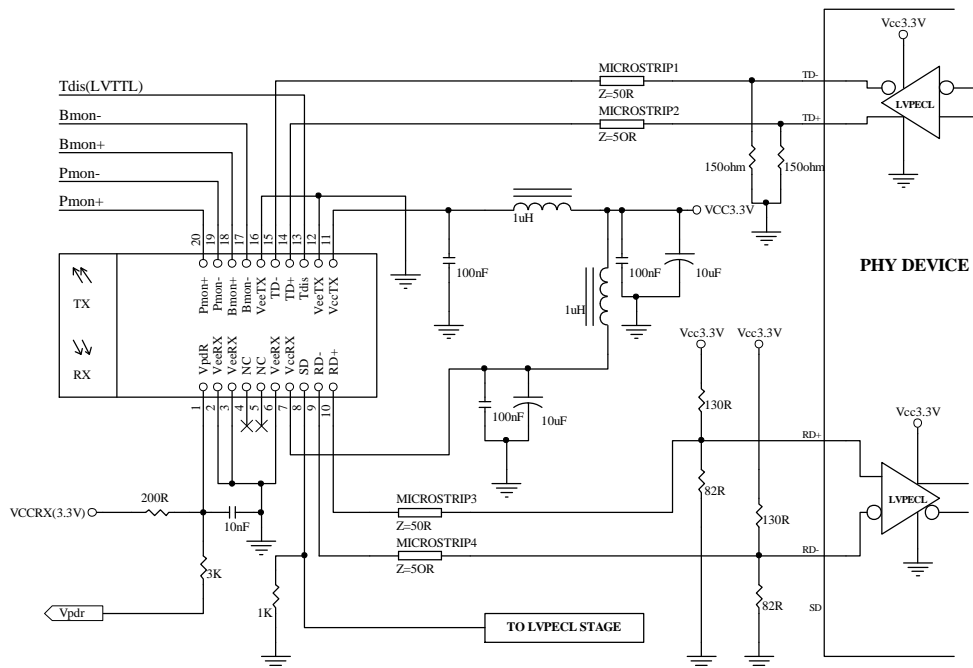 Vcc3.3V
MICROSTRIP1
TD-
Z=50R
LVPECL
Tdis(LVTTL)
MICROSTRIP2
TD+
Z=5OR
Bmon-
Bmon+
150ohm
150ohm
Pmon-
Pmon+
VCC3.3V
1uH
20
19
18
17
16
15
14
13
12
11
100nF
100nF
10uF
PHY DEVICE
TX
Pmon+
Pmon-
Bmon+
Bmon-
VeeTX
TD-
TD+
Tdis
VeeTX
VccTX
1uH
RX
VpdR
VeeRX
VeeRX
NC
NC
VeeRX
VccRX
SD
RD-
RD+
Vcc3.3V
Vcc3.3V
1
2
3
4
5
6
7
8
9
10
100nF
10uF
130R
Vcc3.3V
RD+
LVPECL
200R
82R
MICROSTRIP3
VCCRX(3.3V)
10nF
Z=50R
130R
MICROSTRIP4
RD-
Z=5OR
3K
Vpdr
1K
82R
SD
TO LVPECL STAGE